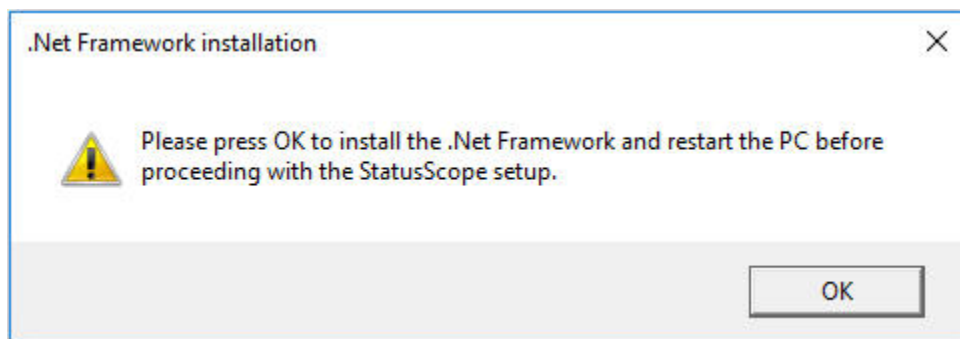 .Net Framework installation
Please press OK to install the .Net Framework and restart the PC before
proceeding with the StatusScope setup.
OK